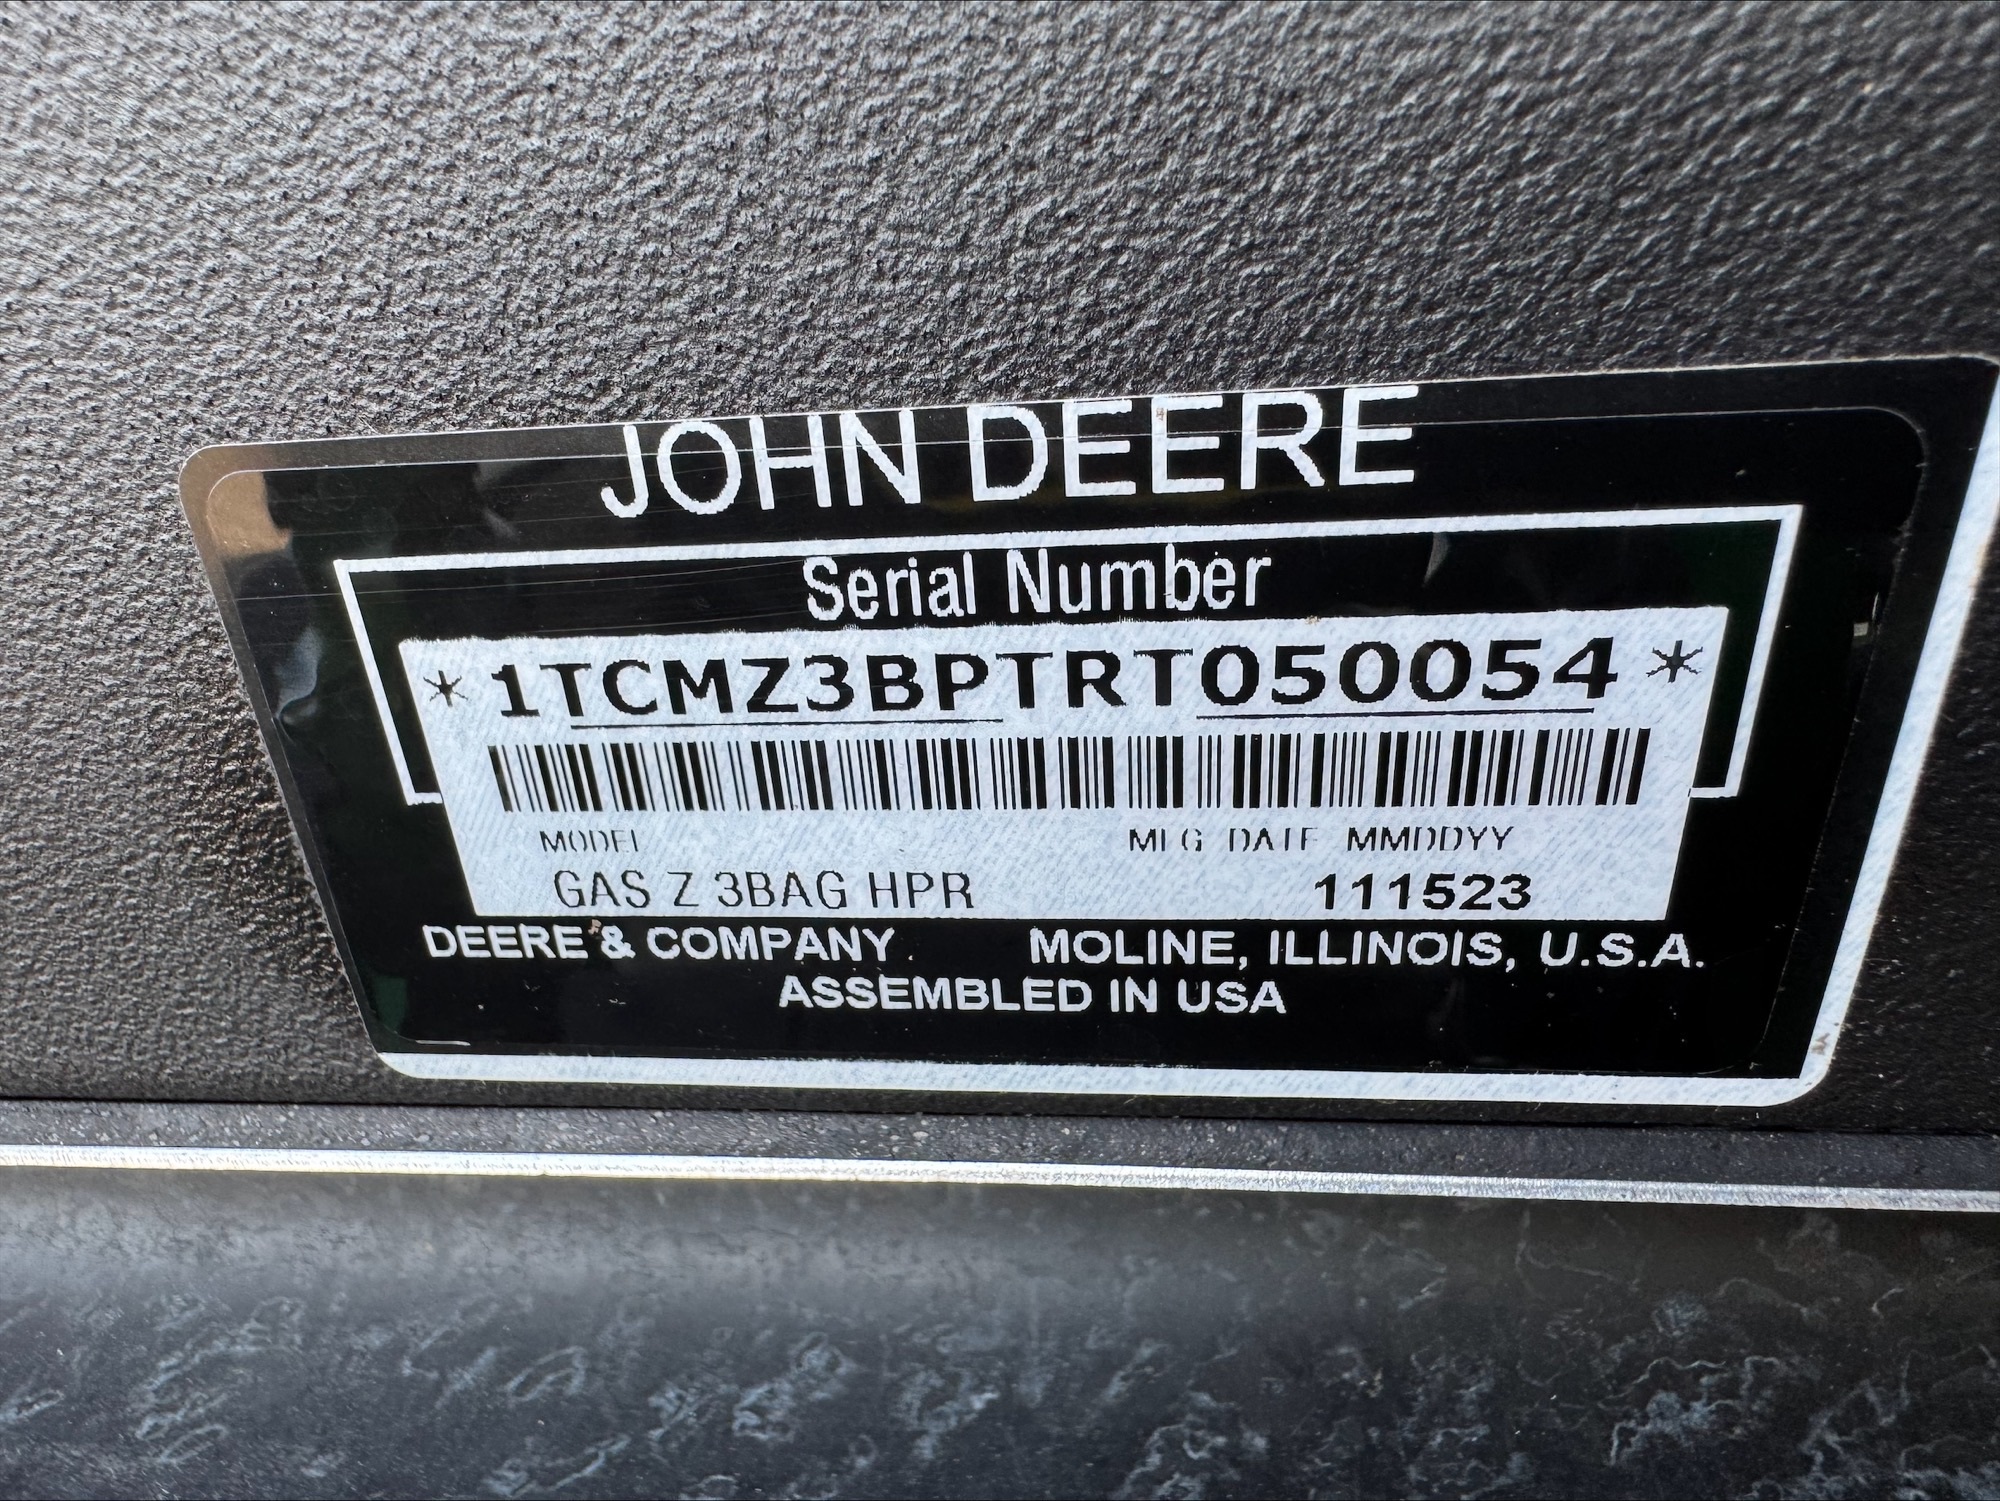 JOHN DEERE
Serial Number
*1TCMZ3BPTRT050054*
MODEL MFG DATE MMDDYY
GAS Z 3BAG HPR 111523
DEERE & COMPANY MOLINE, ILLINOIS, U.S.A.
ASSEMBLED IN USA